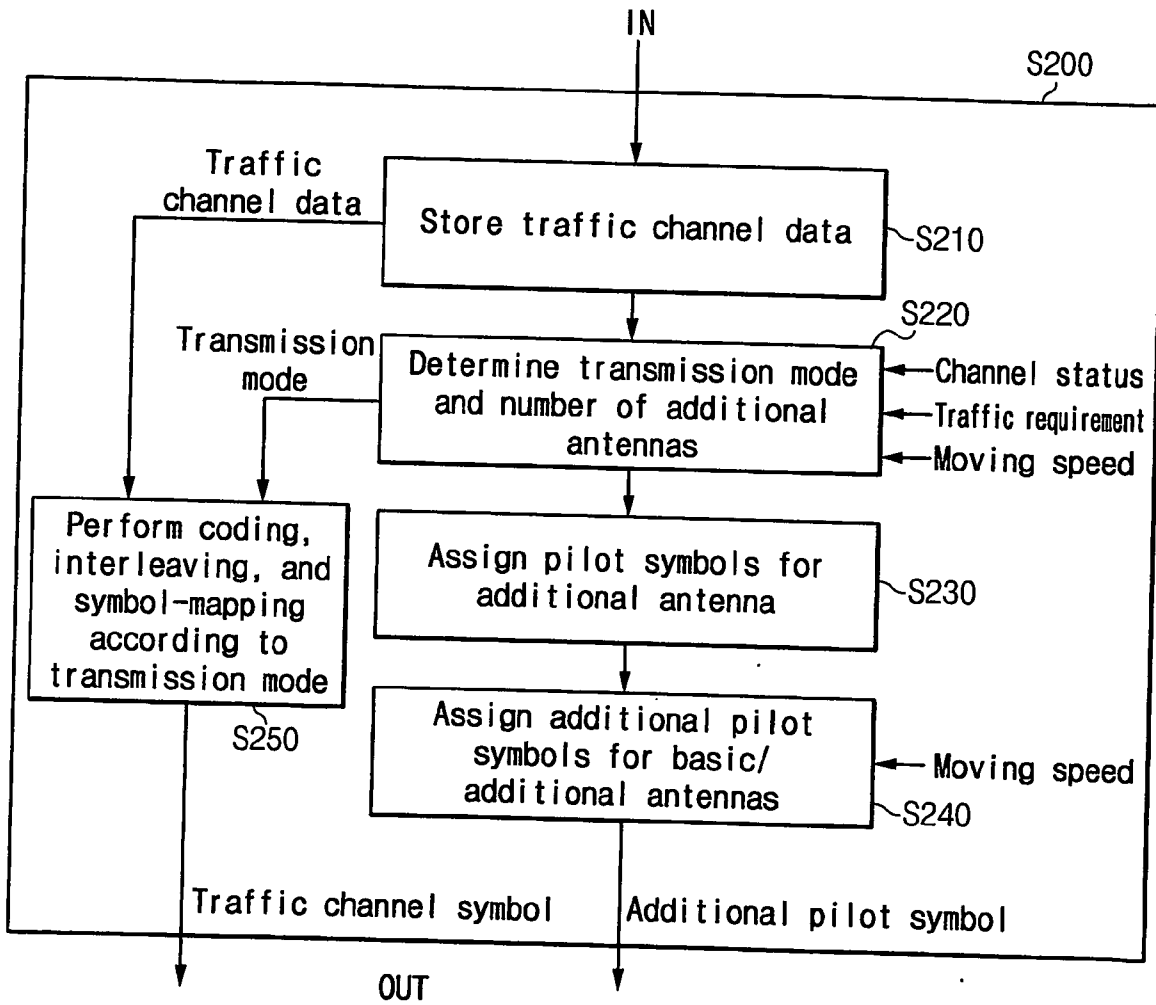 IN
S200
Traffic
channel data
Store traffic channel data
S210
S220
Transmission
mode
Determine transmission mode
and number of additional
antennas
Channel status
Traffic requirement
Moving speed
Perform coding,
interleaving, and
symbol-mapping
according to
transmission mode
S250
Assign pilot symbols for
additional antenna
S230
Assign additional pilot
symbols for basic/
additional antennas
Moving speed
S240
Traffic channel symbol
Additional pilot symbol
OUT